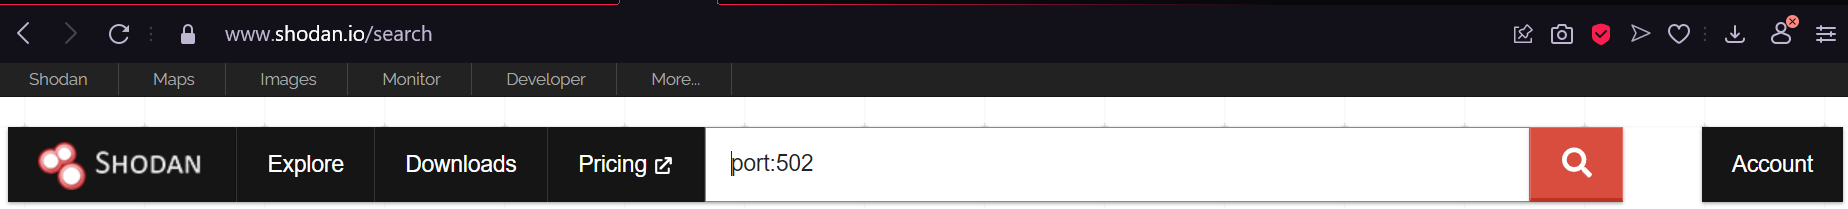 www.shodan.io/search
Shodan Maps Images Monitor Developer More...
SHODAN Explore Downloads Pricing port:502 Account